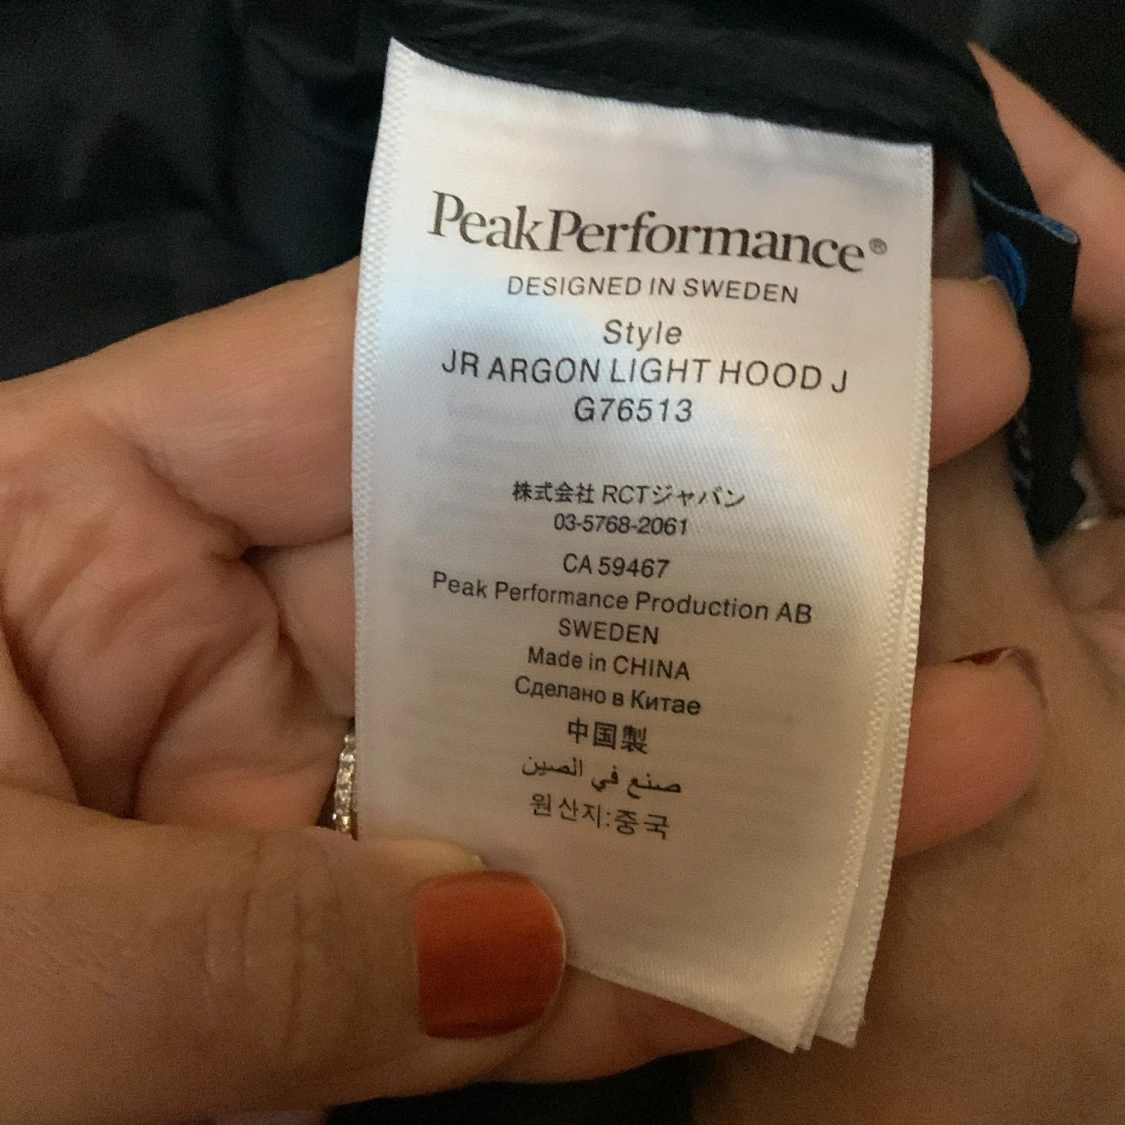 PeakPerformance®
DESIGNED IN SWEDEN
Style
JR ARGON LIGHT HOOD J
G76513
株式会社 RCTジャパン
03-5768-2061
CA 59467
Peak Performance Production AB
SWEDEN
Made in CHINA
Сделано в Китае
中国製
صنع في الصين
원산지:중국